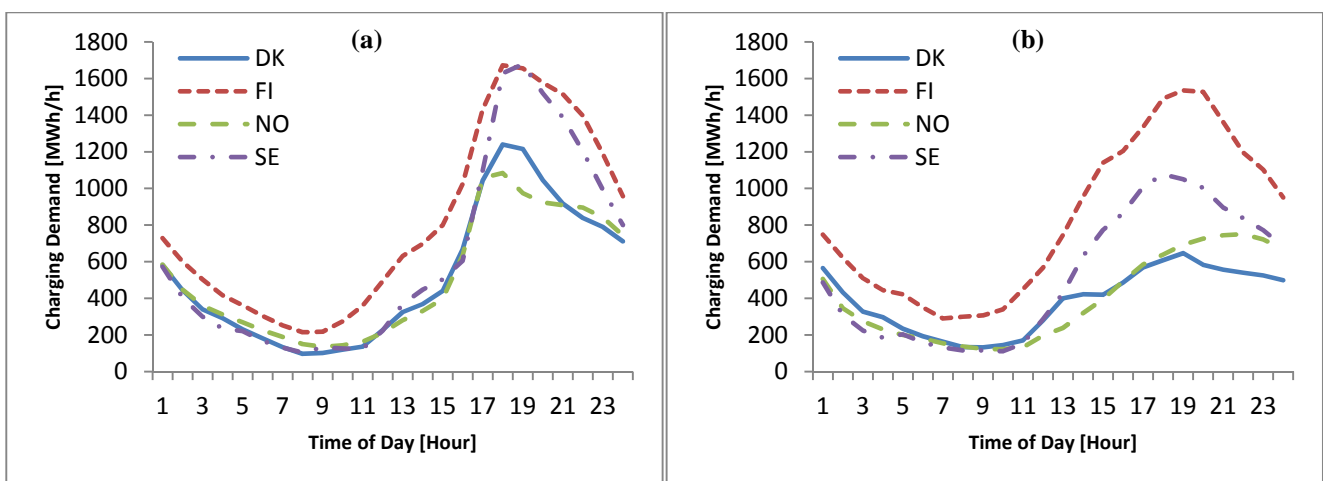 (a)
DK
FI
NO
SE
Charging Demand [MWh/h]
1800
1600
1400
1200
1000
800
600
400
200
0
1 3 5 7 9 11 13 15 17 19 21 23
Time of Day [Hour]
(b)
DK
FI
NO
SE
Charging Demand [MWh/h]
1800
1600
1400
1200
1000
800
600
400
200
0
1 3 5 7 9 11 13 15 17 19 21 23
Time of Day [Hour]